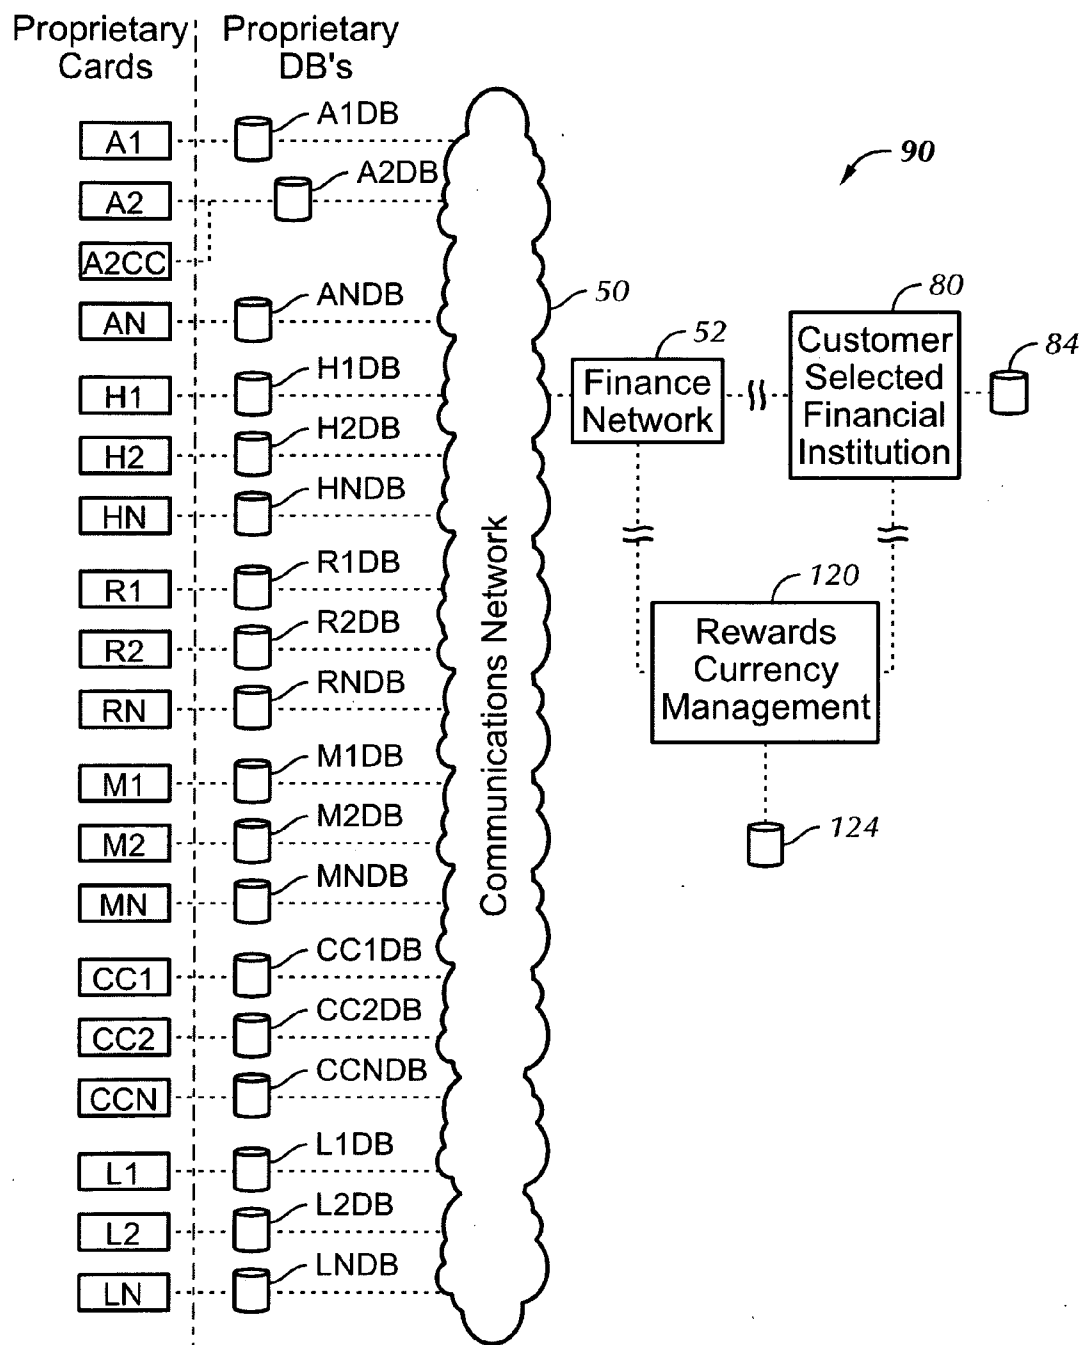 Proprietary Cards
Proprietary DB's
A1
A1DB
A2
A2DB
A2CC
AN
ANDB
H1
H1DB
H2
H2DB
HN
HNDB
R1
R1DB
R2
R2DB
RN
RNDB
M1
M1DB
M2
M2DB
MN
MNDB
CC1
CC1DB
CC2
CC2DB
CCN
CCNDB
L1
L1DB
L2
L2DB
LN
LNDB
Communications Network
50
90
52
Finance
Network
80
Customer
Selected
Financial
Institution
84
120
Rewards
Currency
Management
124